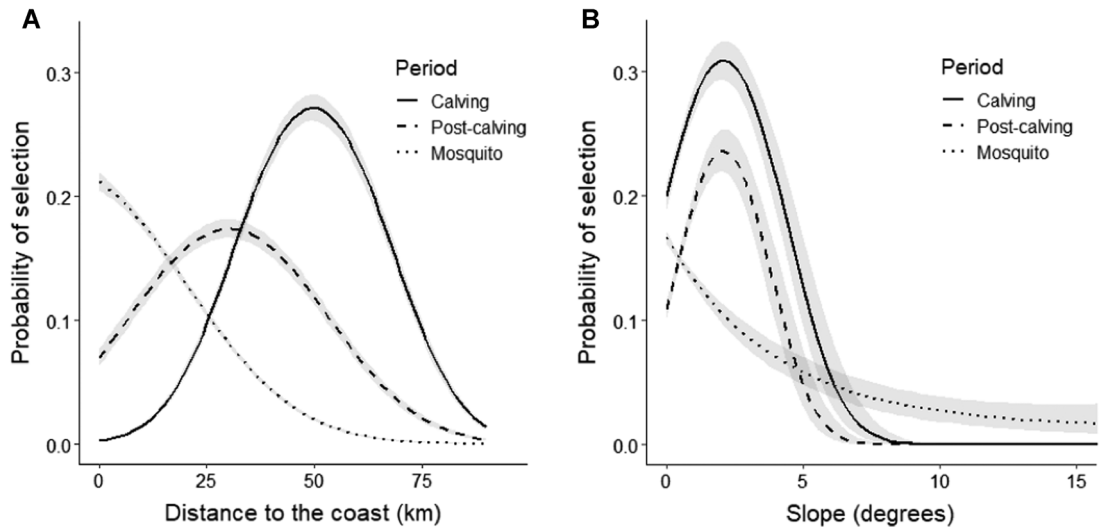 A
Probability of selection
0.3
0.2
0.1
0.0
0
25
50
75
Distance to the coast (km)
Period
Calving
Post-calving
Mosquito
B
Probability of selection
0.3
0.2
0.1
0.0
0
5
10
15
Slope (degrees)
Period
Calving
Post-calving
Mosquito